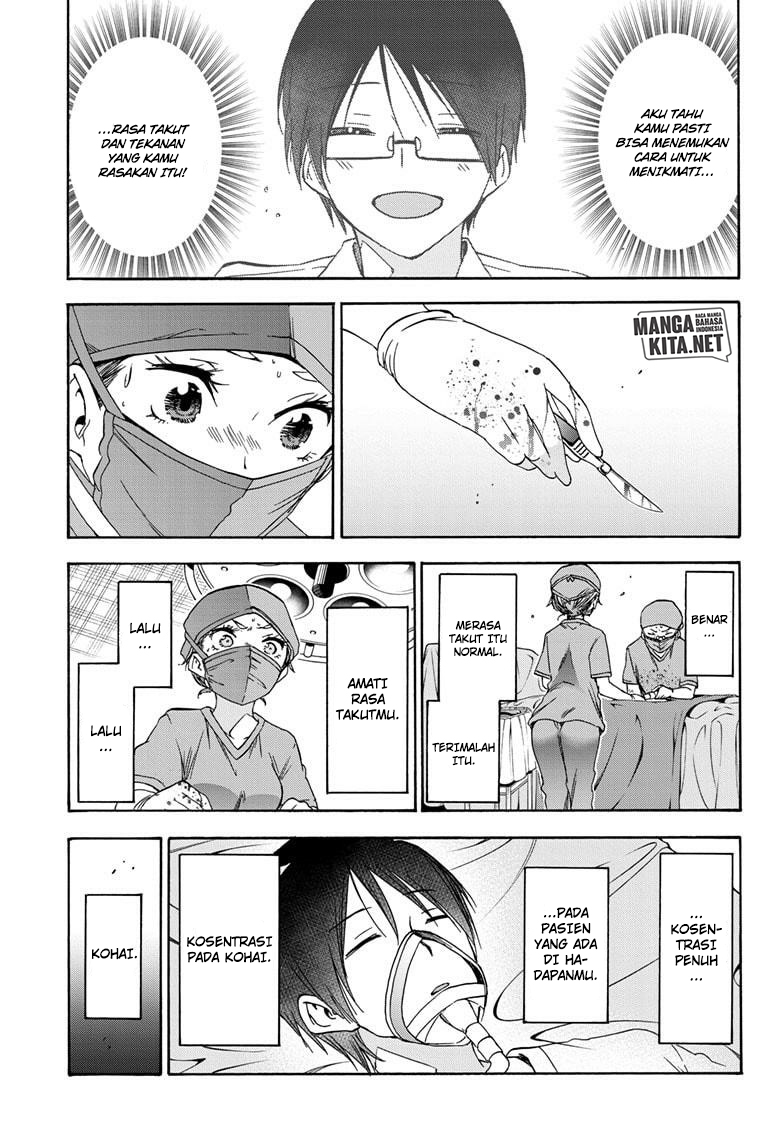 AKU TAHU
KAMU PASTI
BISA MENEMUKAN
CARA UNTUK
MENIKMATI...
...RASA TAKUT
DAN TEKANAN
YANG KAMU
RASAKAN ITU!
MANGA
KITA.NET
BACA MANGA
BAHASA
INDONESIA
BENAR
...
MERASA
TAKUT ITU
NORMAL.
TERIMALAH
ITU.
AMATI
RASA
TAKUTMU.
LALU
...
LALU
...
...
KOSEN-
TRASI
PENUH
...
...PADA
PASIEN
YANG ADA
DI HA-
DAPANMU.
KOSENTRASI
PADA KOHAI.
KOHAI.